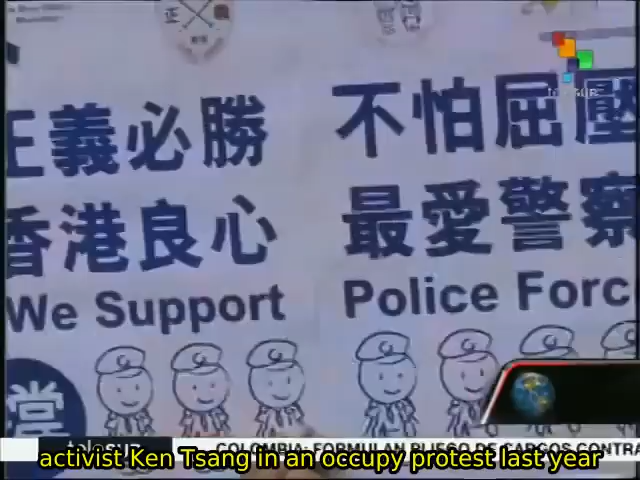 正義必勝
不怕屈壓
香港良心
最愛警察
We Support
Police Forc
teleSUR
COLOMBIA: FORMULAN PLIEGO DE CARGOS CONTRA
activist Ken Tsang in an occupy protest last year